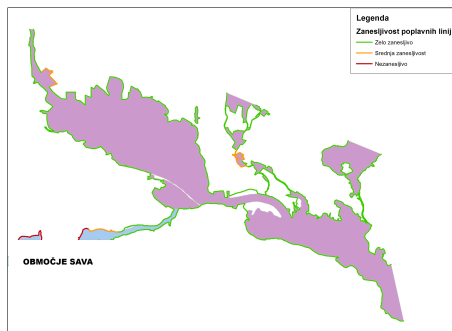 Legenda
Zanesljivost poplavnih linij
Zelo zanesljivo
Srednja zanesljivost
Nezanesljivo
OBMOČJE SAVA